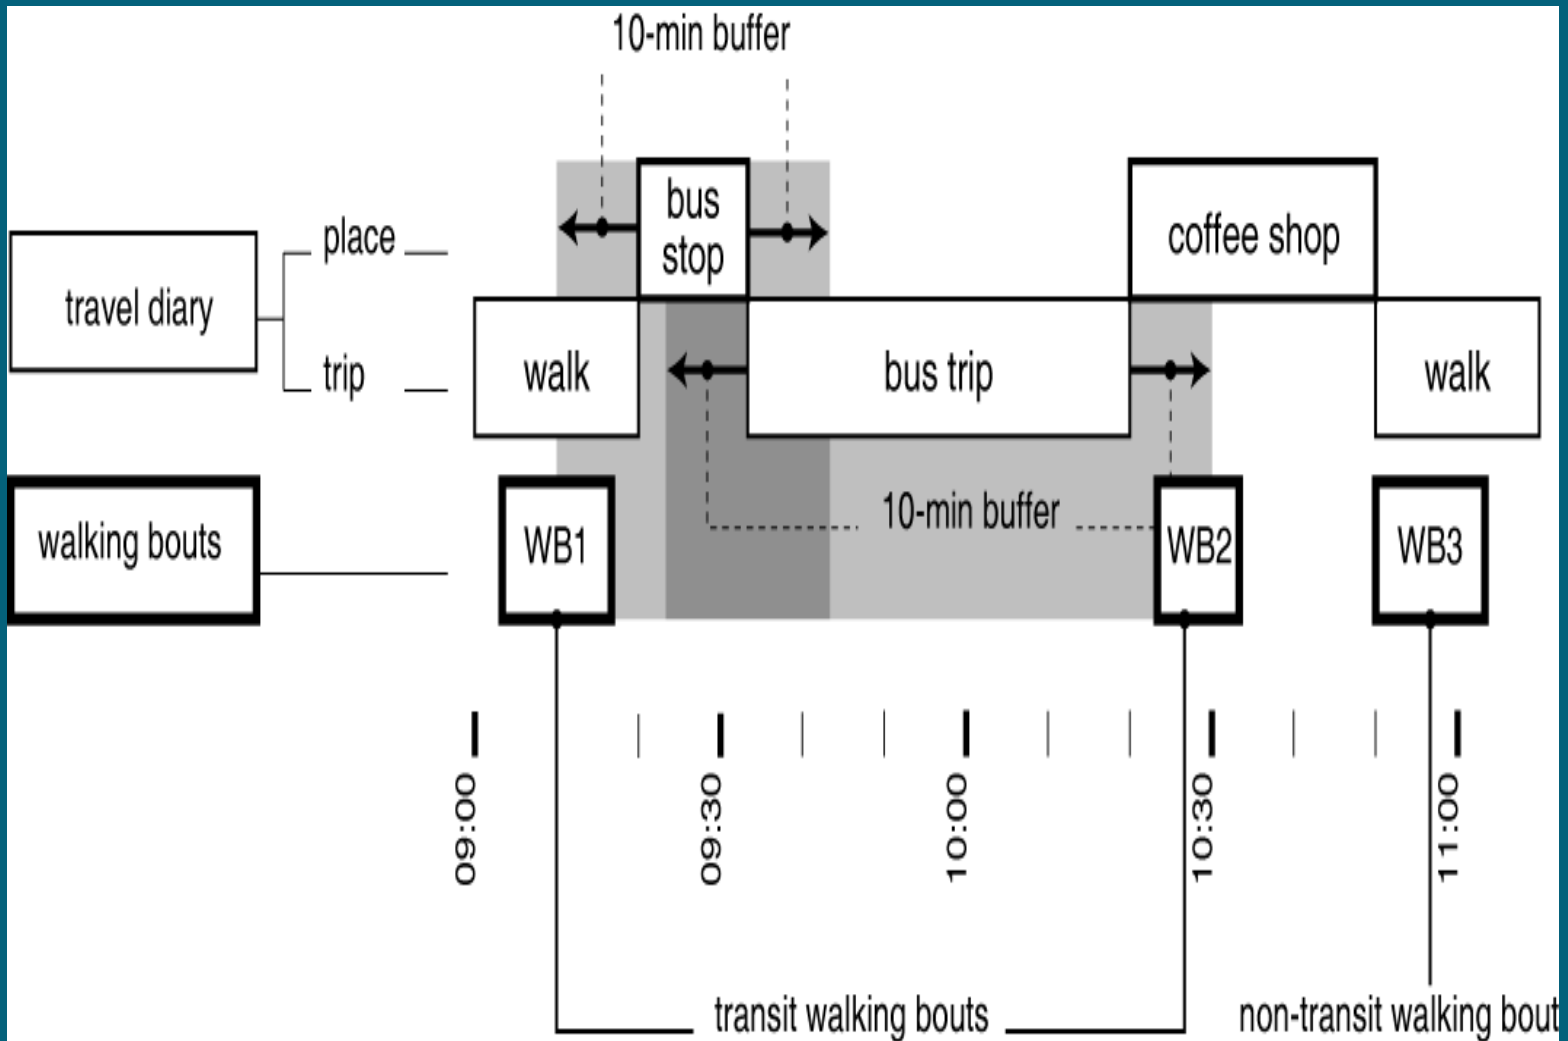 10-min buffer
bus
stop
coffee shop
place
travel diary
trip
walk
bus trip
walk
10-min buffer
walking bouts
WB1
WB2
WB3
09:00
09:30
10:00
10:30
11:00
transit walking bouts
non-transit walking bout